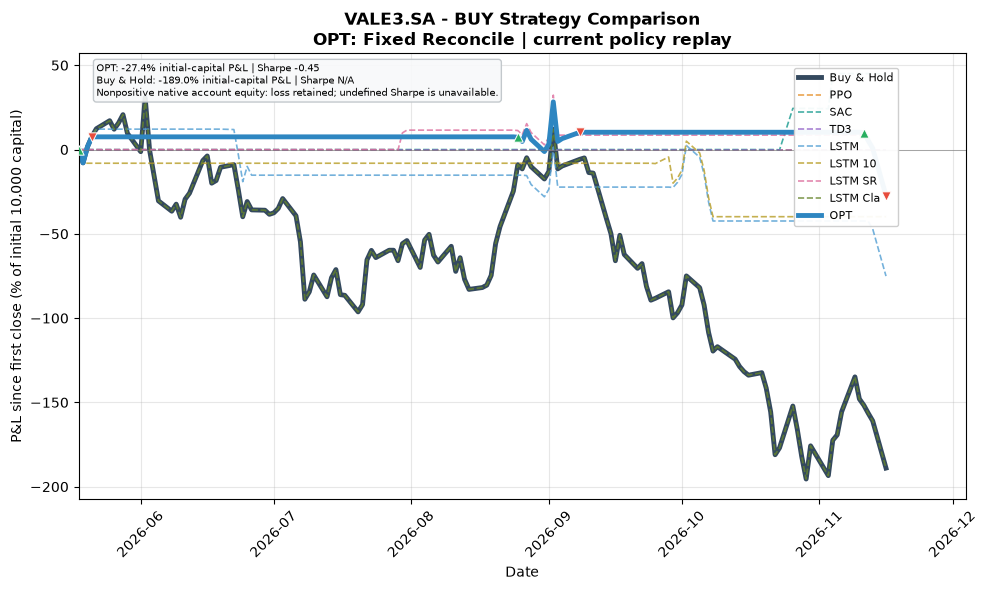 VALE3.SA - BUY Strategy Comparison
OPT: Fixed Reconcile | current policy replay
OPT: -27.4% initial-capital P&L | Sharpe -0.45
Buy & Hold: -189.0% initial-capital P&L | Sharpe N/A
Nonpositive native account equity: loss retained; undefined Sharpe is unavailable.
Buy & Hold
PPO
SAC
TD3
LSTM
LSTM 10
LSTM SR
LSTM Cla
OPT
P&L since first close (% of initial 10,000 capital)
50
0
−50
−100
−150
−200
2026-06
2026-07
2026-08
2026-09
2026-10
2026-11
2026-12
Date